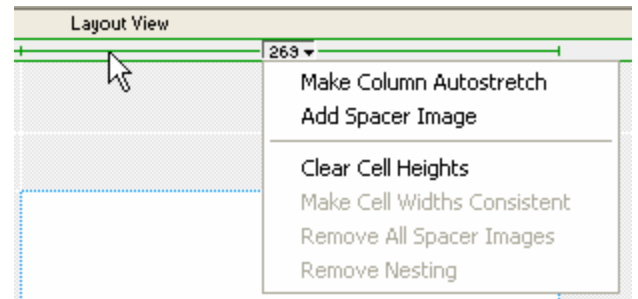 Layout View
269
Make Column Autostretch
Add Spacer Image
Clear Cell Heights
Make Cell Widths Consistent
Remove All Spacer Images
Remove Nesting